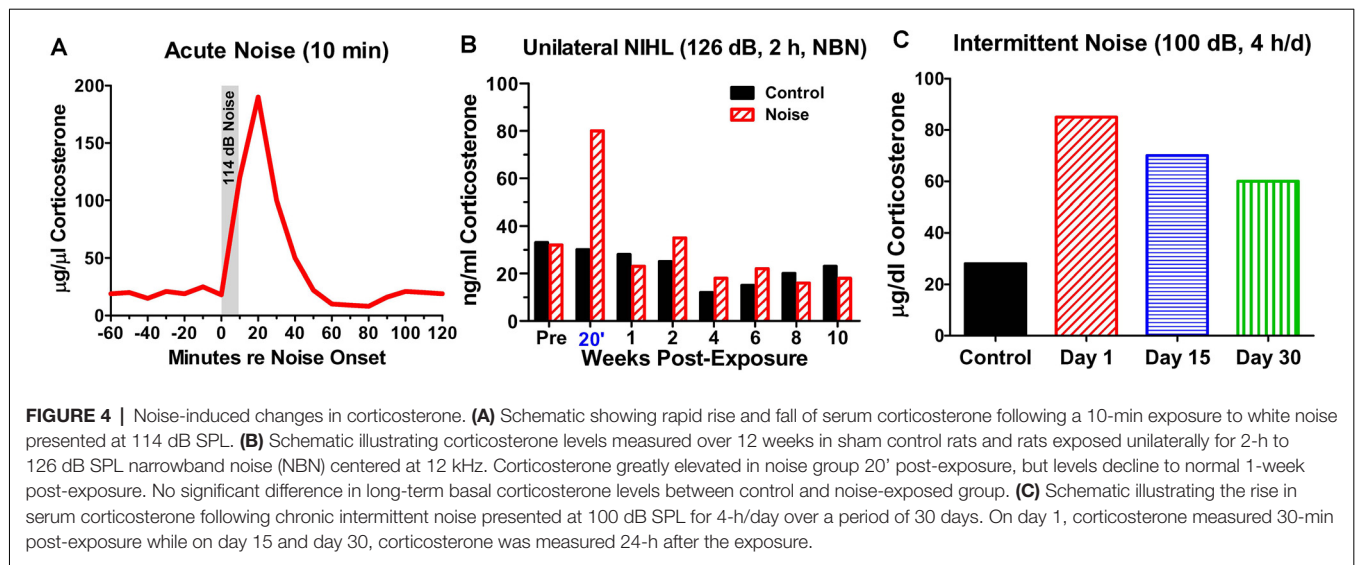 A
Acute Noise (10 min)
µg/µl Corticosterone
200
150
100
50
0
114 dB Noise
-60 -40 -20 0 20 40 60 80 100 120
Minutes re Noise Onset
B
Unilateral NIHL (126 dB, 2 h, NBN)
ng/ml Corticosterone
100
80
60
40
20
0
Control
Noise
Pre 20' 1 2 4 6 8 10
Weeks Post-Exposure
C
Intermittent Noise (100 dB, 4 h/d)
µg/dl Corticosterone
100
80
60
40
20
0
Control Day 1 Day 15 Day 30
FIGURE 4 | Noise-induced changes in corticosterone. (A) Schematic showing rapid rise and fall of serum corticosterone following a 10-min exposure to white noise
presented at 114 dB SPL. (B) Schematic illustrating corticosterone levels measured over 12 weeks in sham control rats and rats exposed unilaterally for 2-h to
126 dB SPL narrowband noise (NBN) centered at 12 kHz. Corticosterone greatly elevated in noise group 20' post-exposure, but levels decline to normal 1-week
post-exposure. No significant difference in long-term basal corticosterone levels between control and noise-exposed group. (C) Schematic illustrating the rise in
serum corticosterone following chronic intermittent noise presented at 100 dB SPL for 4-h/day over a period of 30 days. On day 1, corticosterone measured 30-min
post-exposure while on day 15 and day 30, corticosterone was measured 24-h after the exposure.